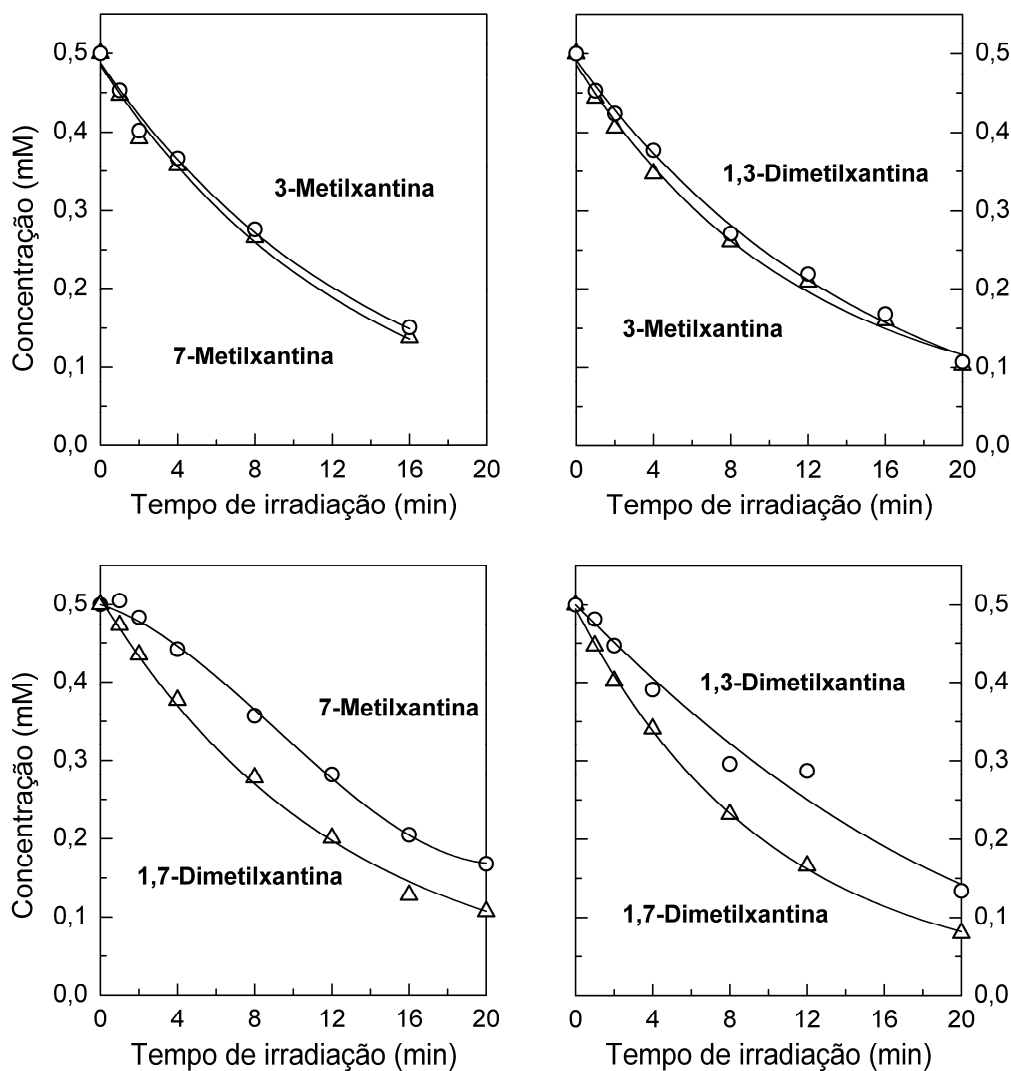 0,5
0,4
0,3
0,2
0,1
0,0
Concentração (mM)
3-Metilxantina
7-Metilxantina
0 4 8 12 16 20
Tempo de irradiação (min)
1,3-Dimetilxantina
3-Metilxantina
0,5
0,4
0,3
0,2
0,1
0,0
0 4 8 12 16 20
Tempo de irradiação (min)
0,5
0,4
0,3
0,2
0,1
0,0
Concentração (mM)
7-Metilxantina
1,7-Dimetilxantina
0 4 8 12 16 20
Tempo de irradiação (min)
1,3-Dimetilxantina
1,7-Dimetilxantina
0,5
0,4
0,3
0,2
0,1
0,0
0 4 8 12 16 20
Tempo de irradiação (min)